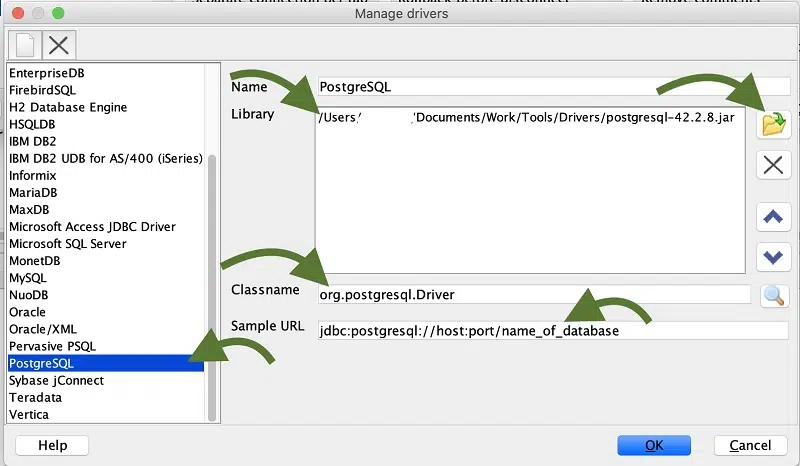 Manage drivers
EnterpriseDB
FirebirdSQL
H2 Database Engine
HSQLDB
IBM DB2
IBM DB2 UDB for AS/400 (iSeries)
Informix
MariaDB
MaxDB
Microsoft Access JDBC Driver
Microsoft SQL Server
MonetDB
MySQL
NuoDB
Oracle
Oracle/XML
Pervasive PSQL
PostgreSQL
Sybase jConnect
Teradata
Vertica
Name PostgreSQL
Library /Users/ /Documents/Work/Tools/Drivers/postgresql-42.2.8.jar
Classname org.postgresql.Driver
Sample URL jdbc:postgresql://host:port/name_of_database
Help OK Cancel